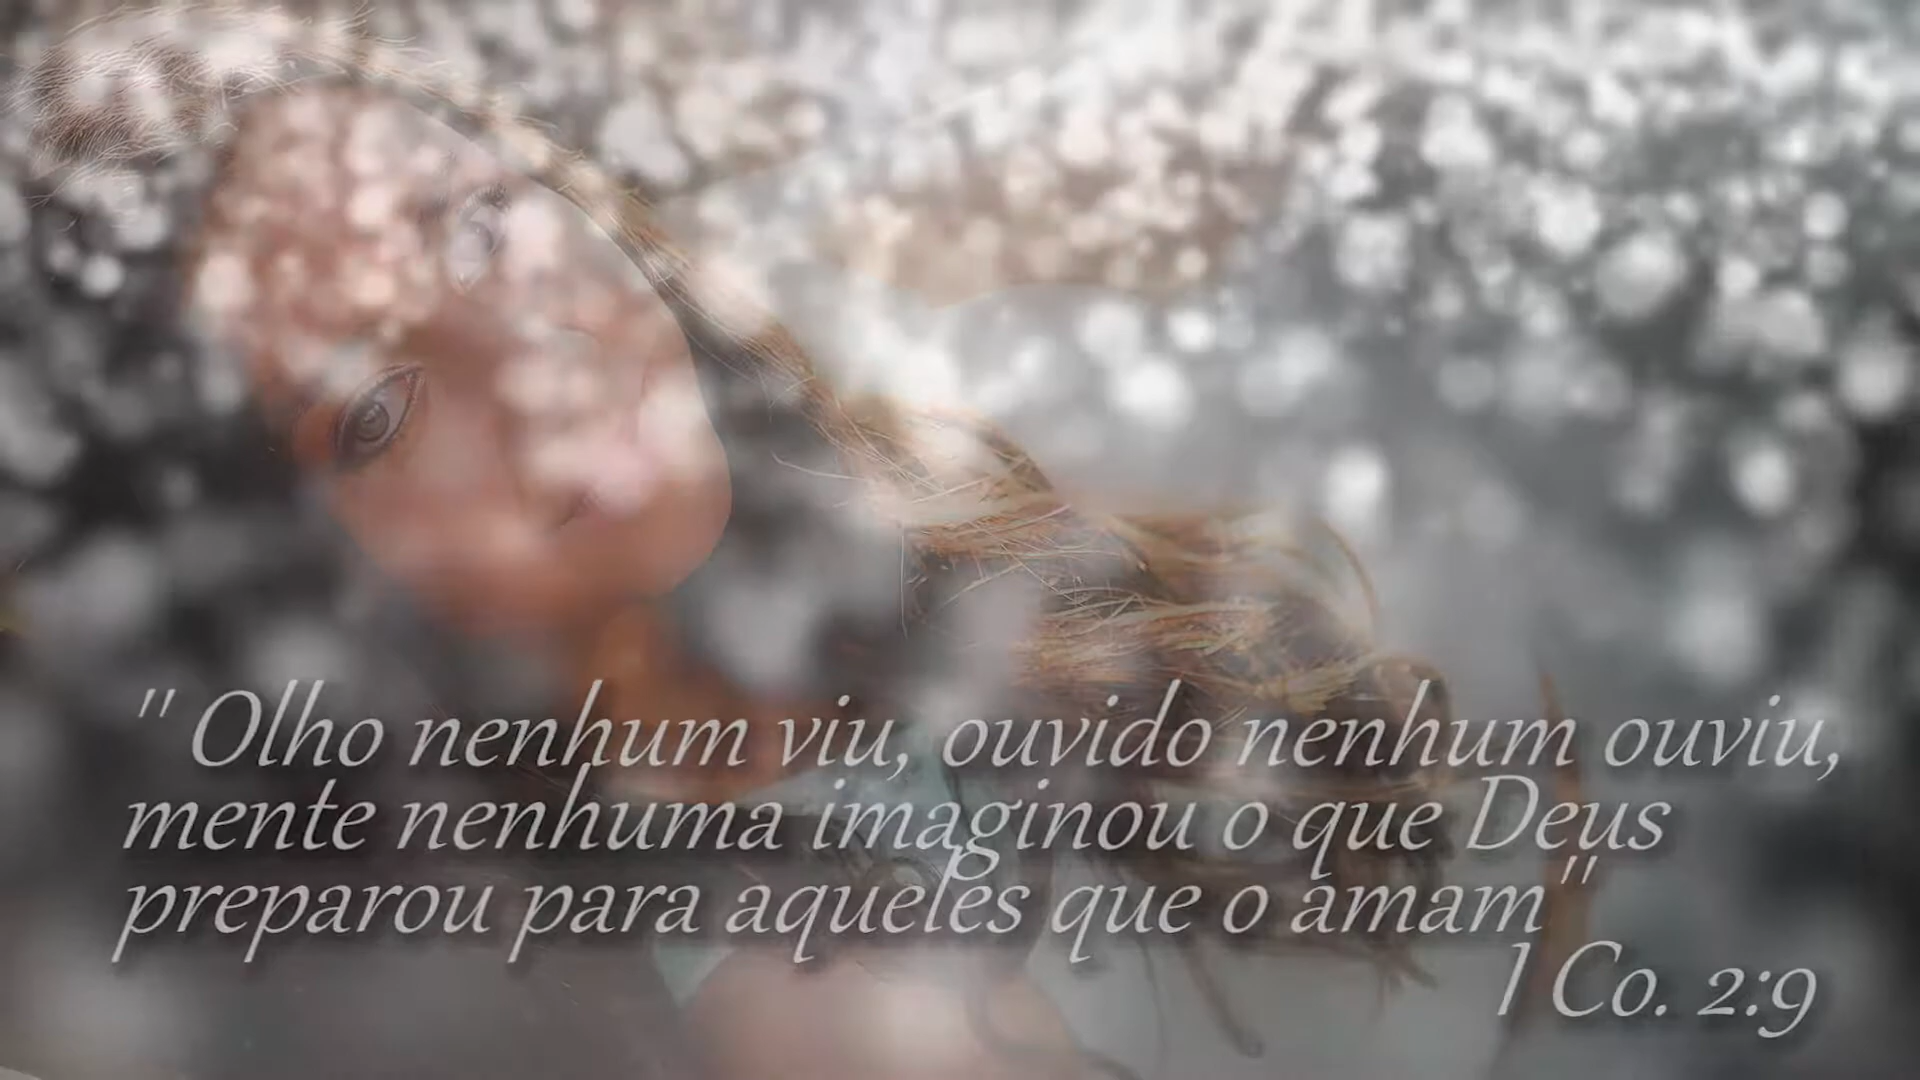 " Olho nenhum viu, ouvido nenhum ouviu,
mente nenhuma imaginou o que Deus
preparou para aqueles que o amam"
1 Co. 2:9